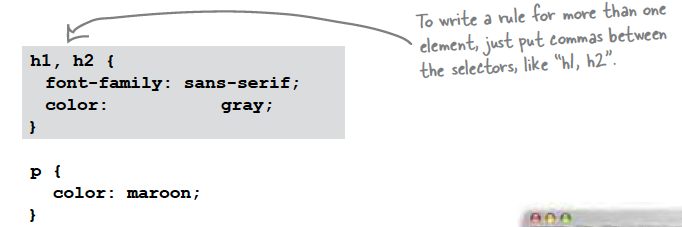 To write a rule for more than one
element, just put commas between
the selectors, like "h1, h2".
h1, h2 {
  font-family: sans-serif;
  color:          gray;
}
p {
  color: maroon;
}